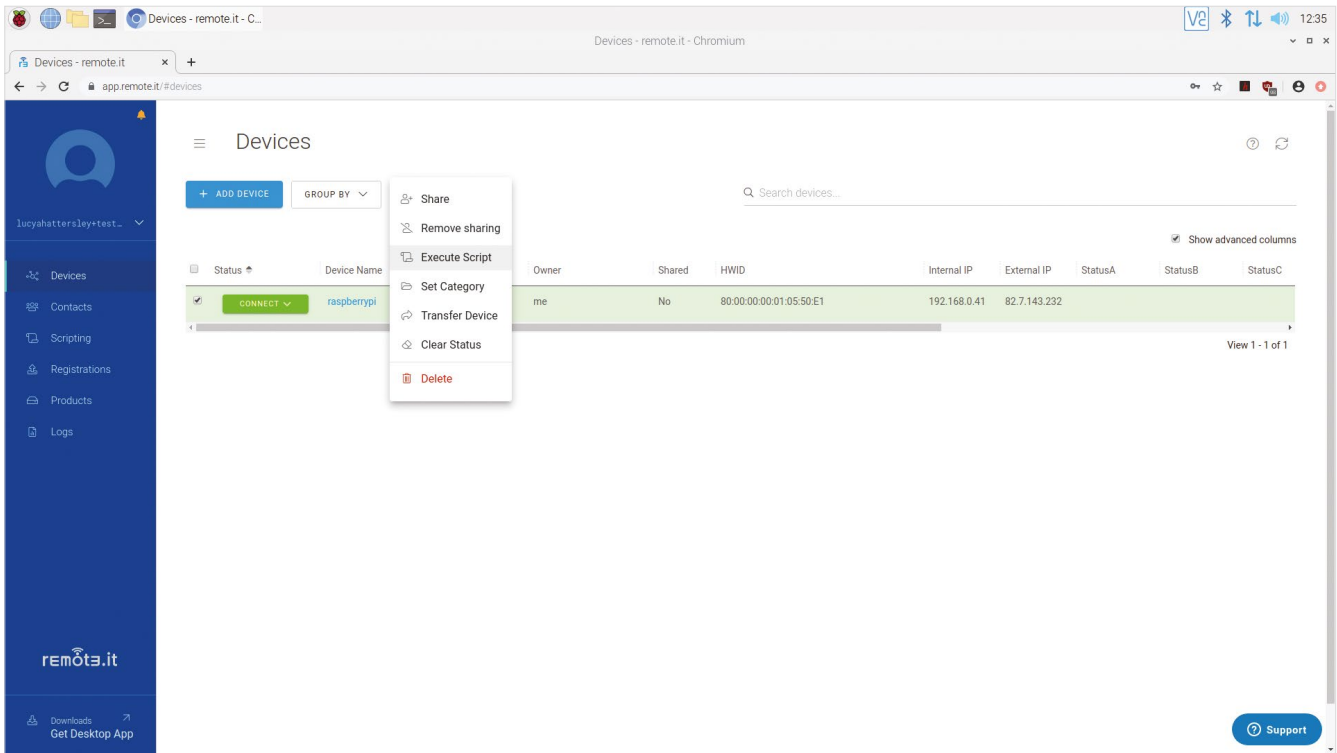 Devices - remote.it - C...
12:35
Devices - remote.it - Chromium
Devices - remote.it
app.remote.it/#devices
Devices
+ ADD DEVICE
GROUP BY
Search devices...
lucyahattersley+test...
Show advanced columns
Share
Remove sharing
Execute Script
Set Category
Transfer Device
Clear Status
Delete
Status Device Name Owner Shared HWID Internal IP External IP StatusA StatusB StatusC
CONNECT raspberrypi me No 80:00:00:00:01:05:50:E1 192.168.0.41 82.7.143.232
View 1 - 1 of 1
Devices
Contacts
Scripting
Registrations
Products
Logs
remotɜ.it
Downloads
Get Desktop App
Support